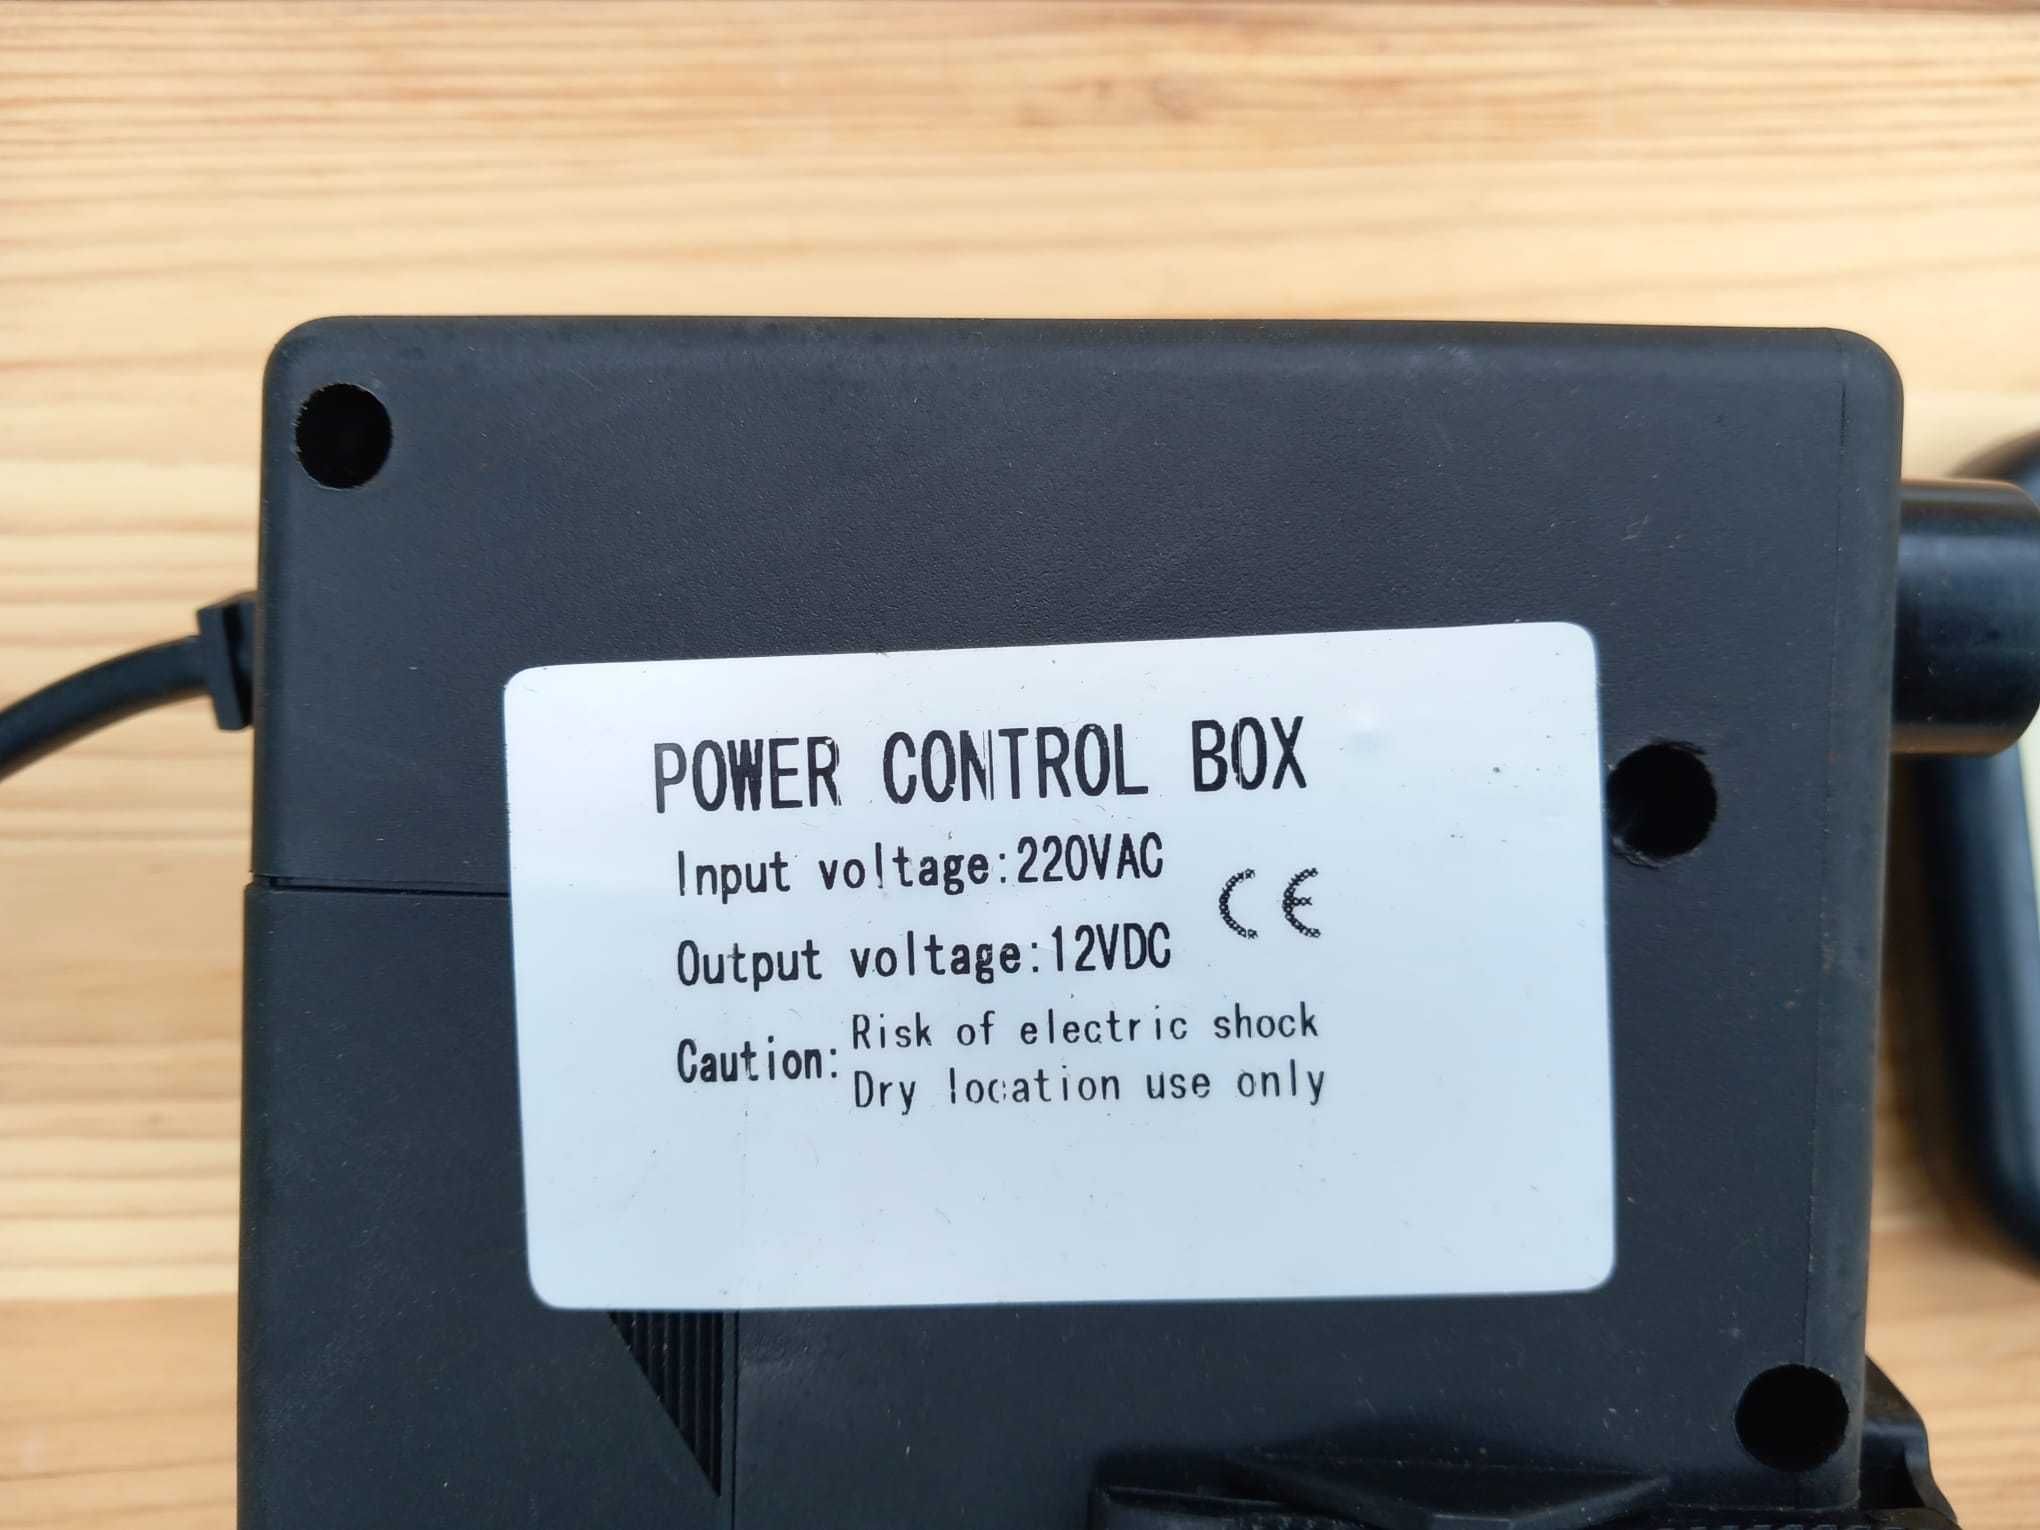 POWER CONTROL BOX
Input voltage:220VAC
CE
Output voltage:12VDC
Caution: Risk of electric shock
Dry location use only